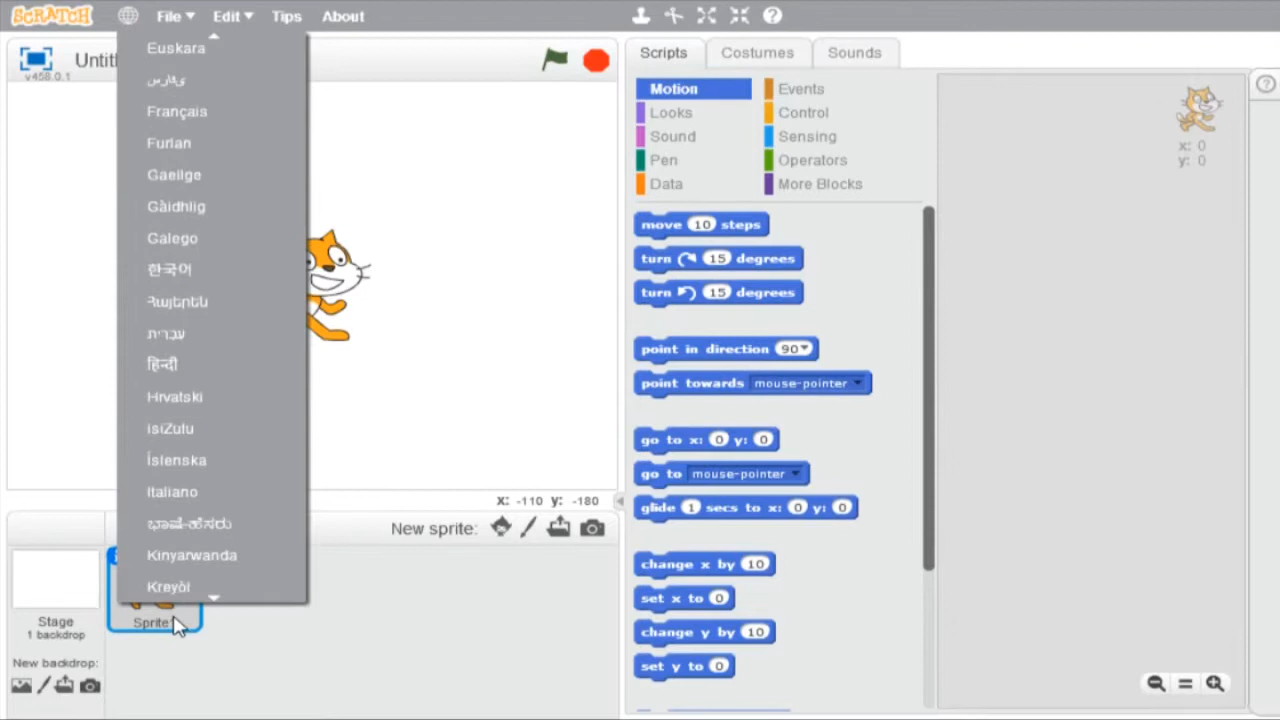 SCRATCH File Edit Tips About
v458.0.1
Euskara
فارسی
Français
Furlan
Gaeilge
Gàidhlig
Galego
한국어
Հայերեն
עברית
हिन्दी
Hrvatski
isiZulu
Íslenska
Italiano
ಭಾಷೆ-ಹೆಸರು
Kinyarwanda
Kreyòl
x: -110 y: -180
New sprite:
Stage
1 backdrop
New backdrop:
Scripts Costumes Sounds
Motion Events
Looks Control
Sound Sensing
Pen Operators
Data More Blocks
move 10 steps
turn 15 degrees
turn 15 degrees
point in direction 90
point towards mouse-pointer
go to x: 0 y: 0
go to mouse-pointer
glide 1 secs to x: 0 y: 0
change x by 10
set x to 0
change y by 10
set y to 0
x: 0
y: 0